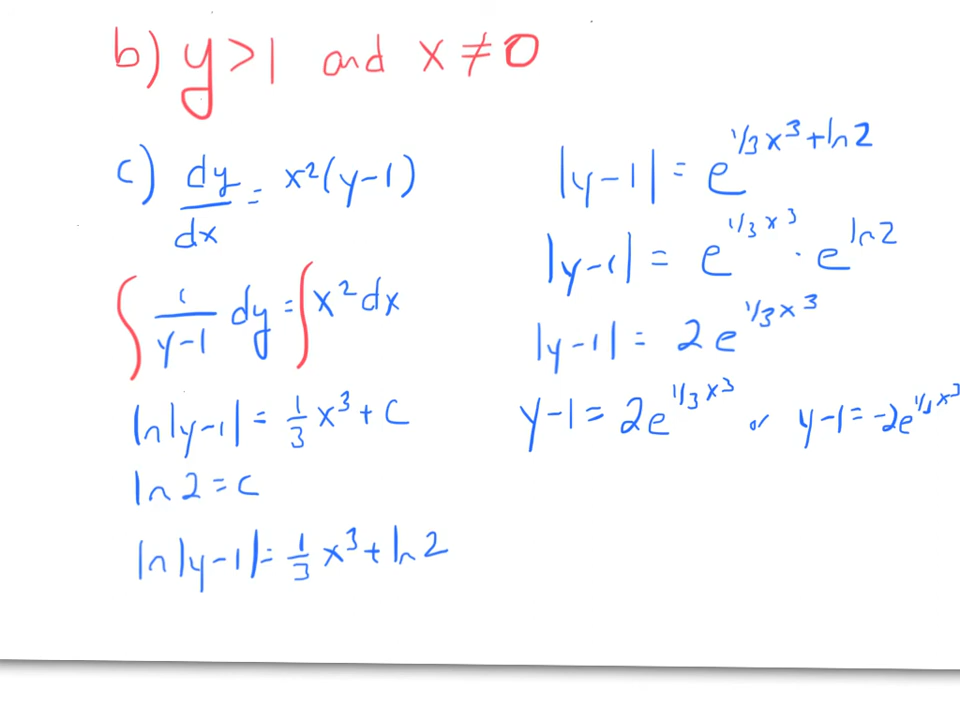 b) y>1 and x≠0
c) dy/dx = x²(y-1)
∫ 1/(y-1) dy = ∫ x² dx
ln|y-1| = 1/3 x³ + C
ln 2 = C
ln|y-1| = 1/3 x³ + ln 2
|y-1| = e^(1/3 x³ + ln 2)
|y-1| = e^(1/3 x³) · e^(ln 2)
|y-1| = 2e^(1/3 x³)
y-1 = 2e^(1/3 x³) or y-1 = -2e^(1/3 x³)